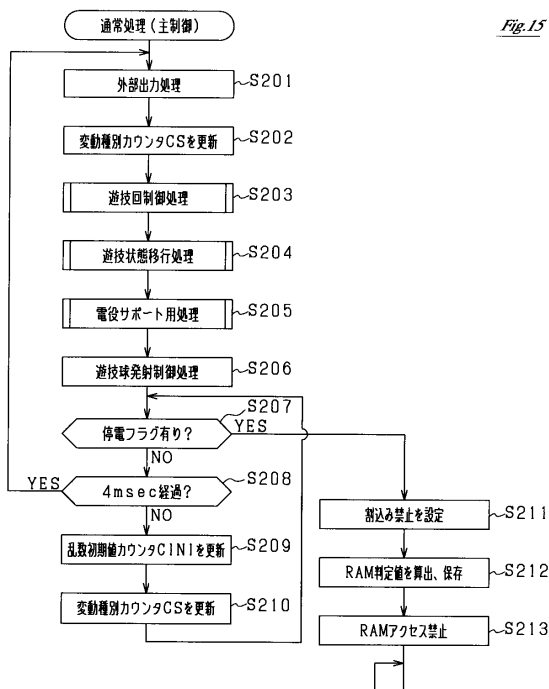 Fig.15
通常処理(主制御)
外部出力処理
S201
変動種別カウンタCSを更新
S202
遊技回制御処理
S203
遊技状態移行処理
S204
電役サポート用処理
S205
遊技球発射制御処理
S206
停電フラグ有り?
S207
YES
NO
4msec経過?
S208
YES
NO
乱数初期値カウンタCINIを更新
S209
変動種別カウンタCSを更新
S210
割込み禁止を設定
S211
RAM判定値を算出、保存
S212
RAMアクセス禁止
S213